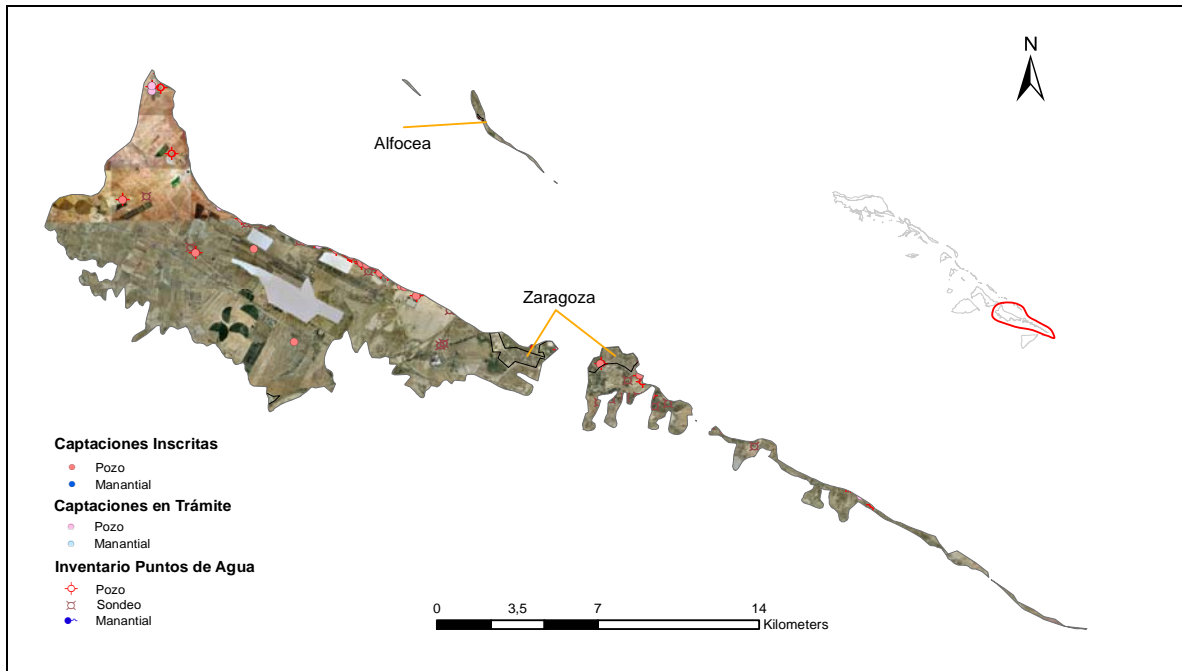 N
Alfocea
Zaragoza
Captaciones Inscritas
Pozo
Manantial
Captaciones en Trámite
Pozo
Manantial
Inventario Puntos de Agua
Pozo
Sondeo
Manantial
0 3,5 7 14
Kilometers